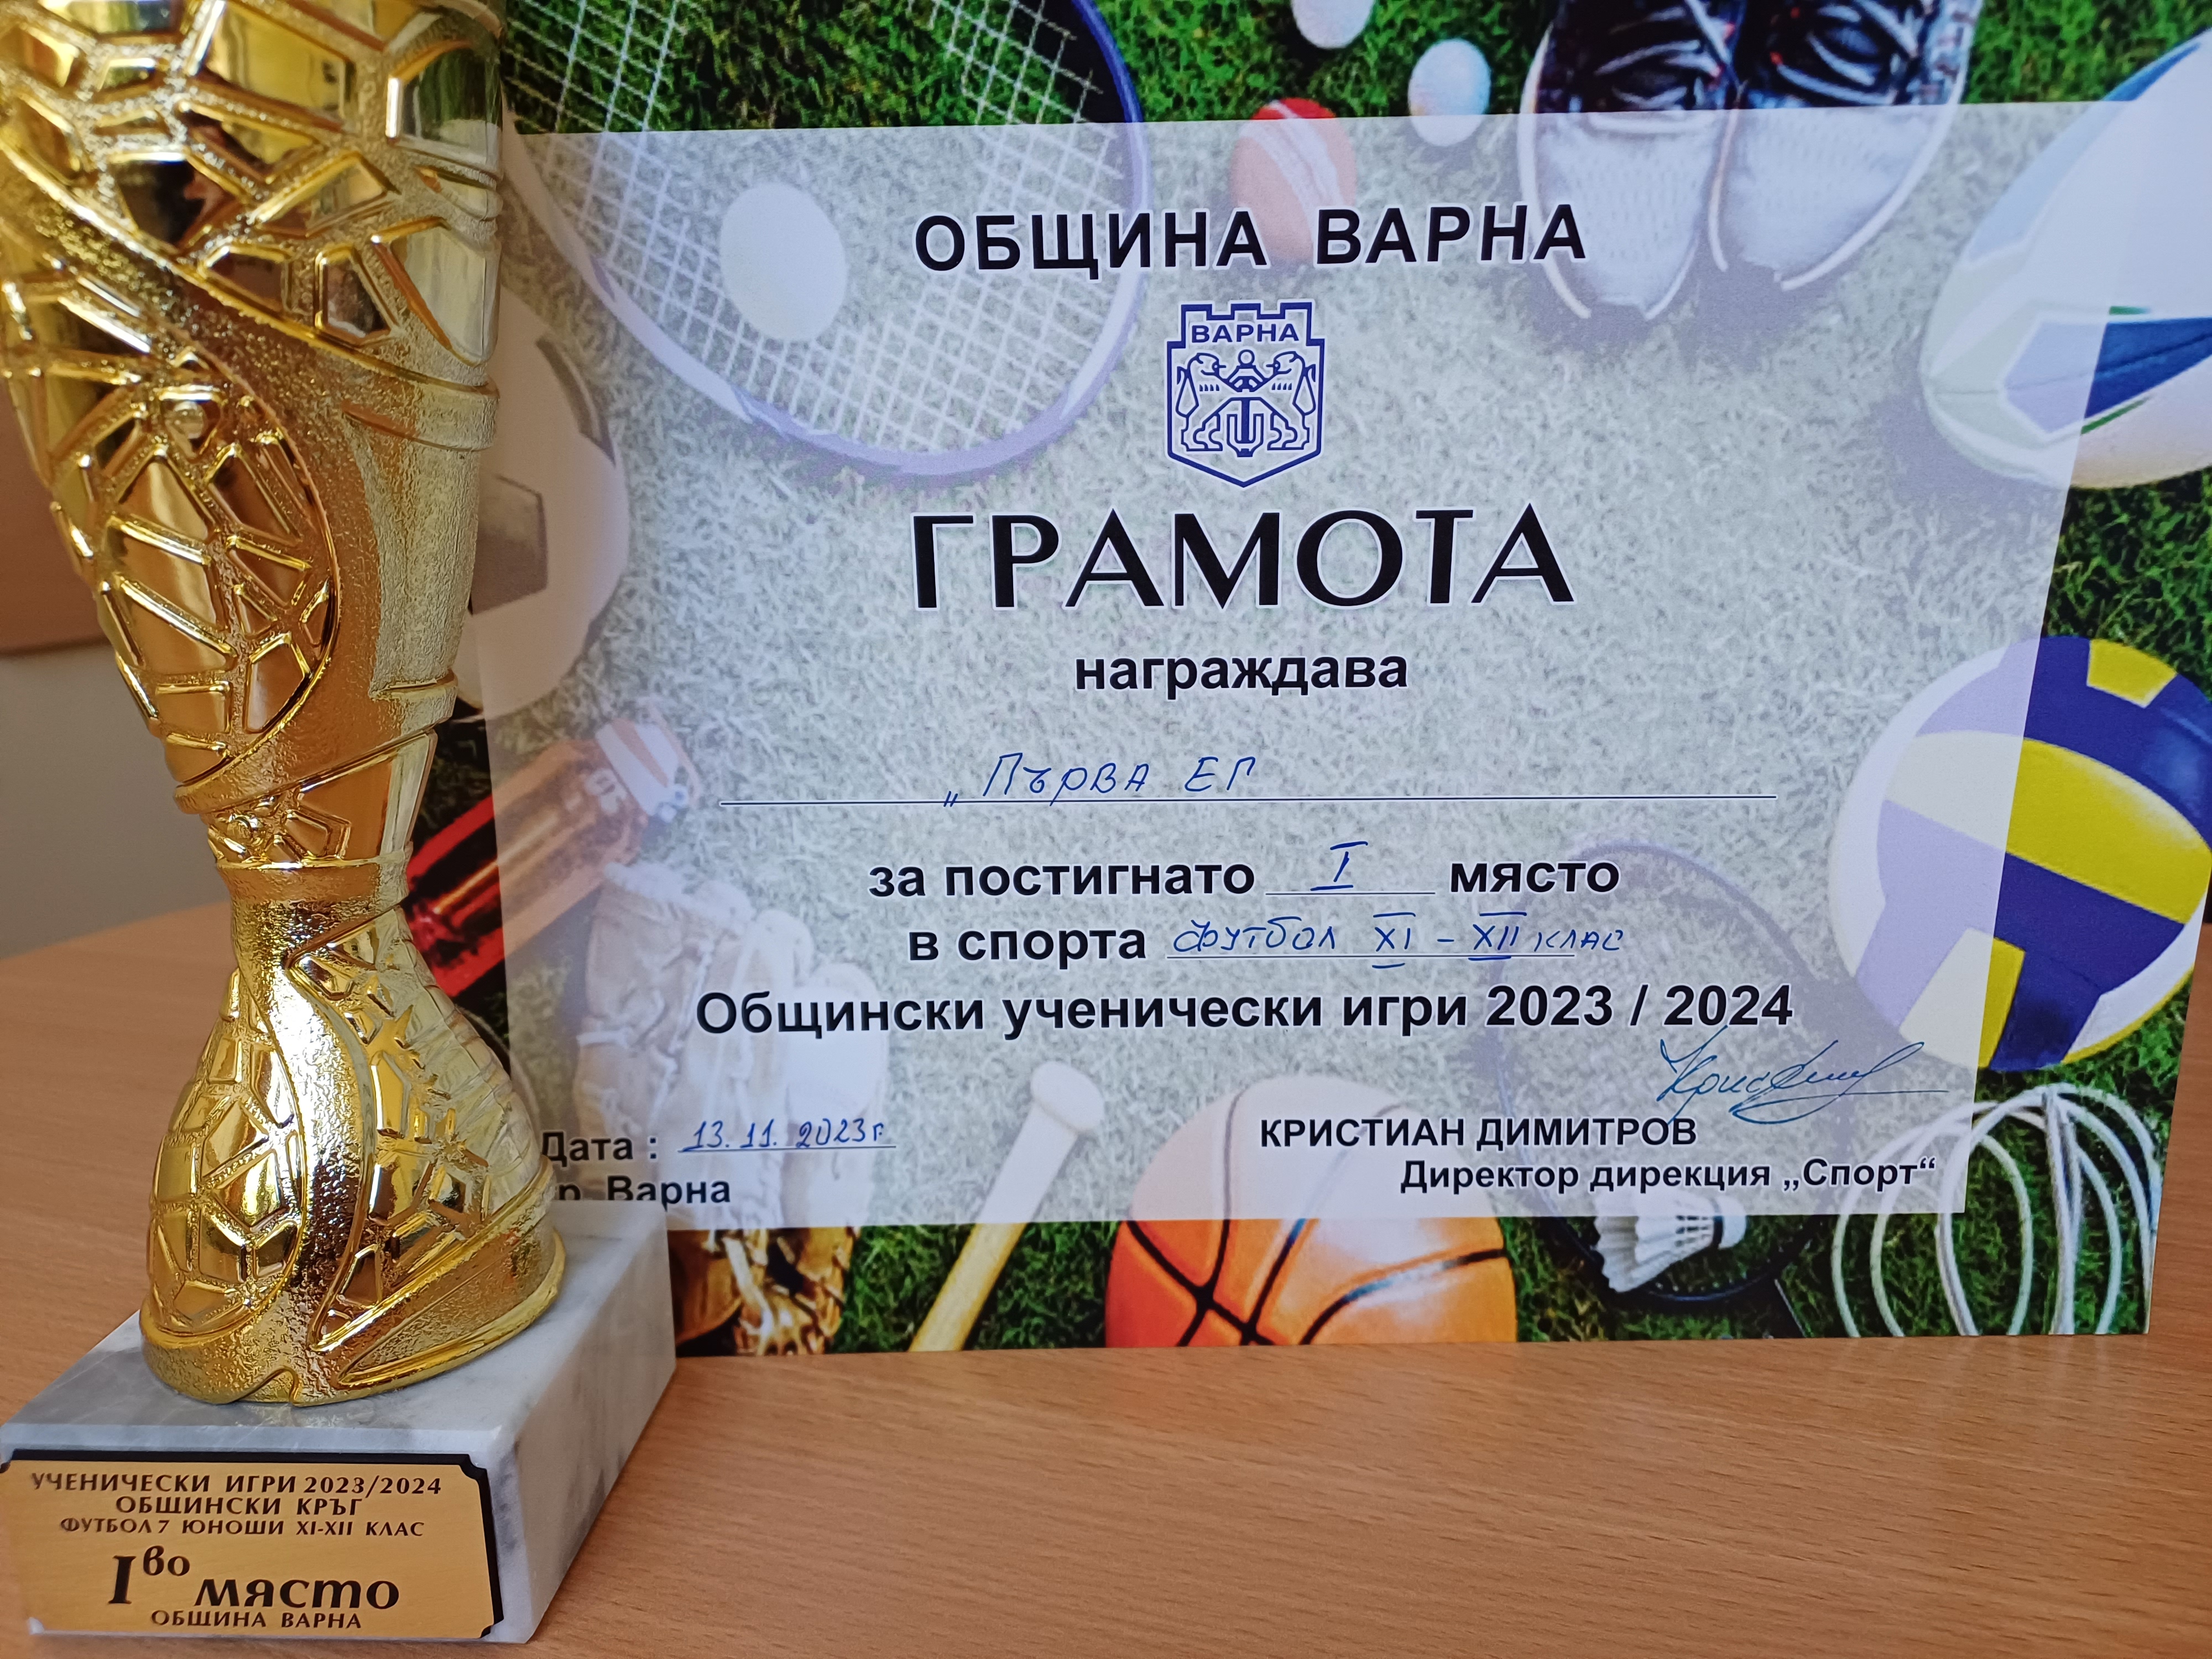 ОБЩИНА ВАРНА
ВАРНА
ГРАМОТА
награждава
„Първа ЕГ
за постигнато I място
в спорта футбол XI - XII клас
Общински ученически игри 2023 / 2024
Дата : 13.11.2023г.
р. Варна
КРИСТИАН ДИМИТРОВ
Директор дирекция „Спорт“
УЧЕНИЧЕСКИ ИГРИ 2023/2024
ОБЩИНСКИ КРЪГ
ФУТБОЛ 7 ЮНОШИ XI-XII КЛАС
Iво място
ОБЩИНА ВАРНА